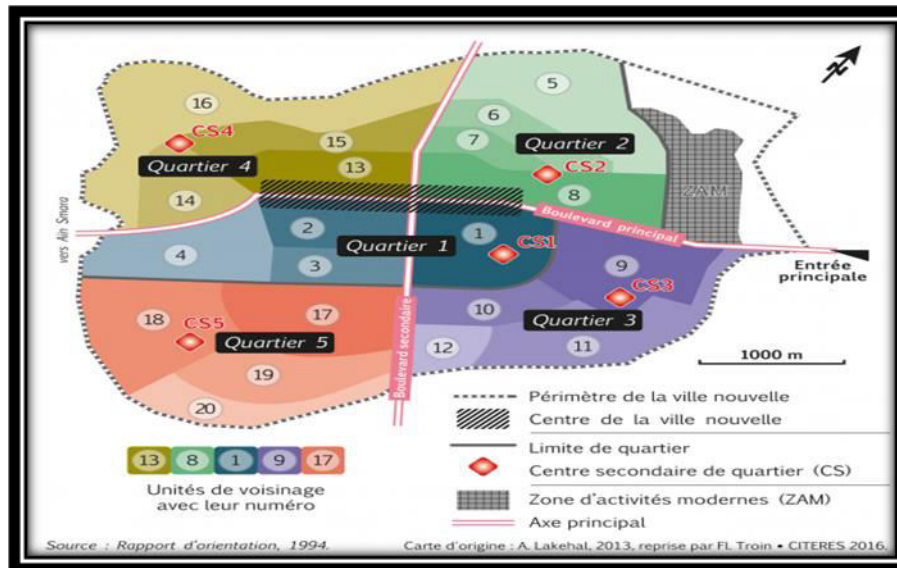 5
16
6
CS4
7
Quartier 2
15
Quartier 4
CS2
13
ZAM
8
14
vers Aïn Smara
Boulevard principal
2
1
Quartier 1
CS1
4
9
3
Entrée
principale
CS3
10
18
CS5
17
Quartier 3
Quartier 5
Boulevard secondaire
12
11
1000 m
19
20
Périmètre de la ville nouvelle
Centre de la ville nouvelle
Limite de quartier
13 8 1 9 17
Centre secondaire de quartier (CS)
Unités de voisinage
avec leur numéro
Zone d'activités modernes (ZAM)
Axe principal
Source : Rapport d'orientation, 1994.
Carte d'origine : A. Lakehal, 2013, reprise par FL Troin • CITERES 2016.